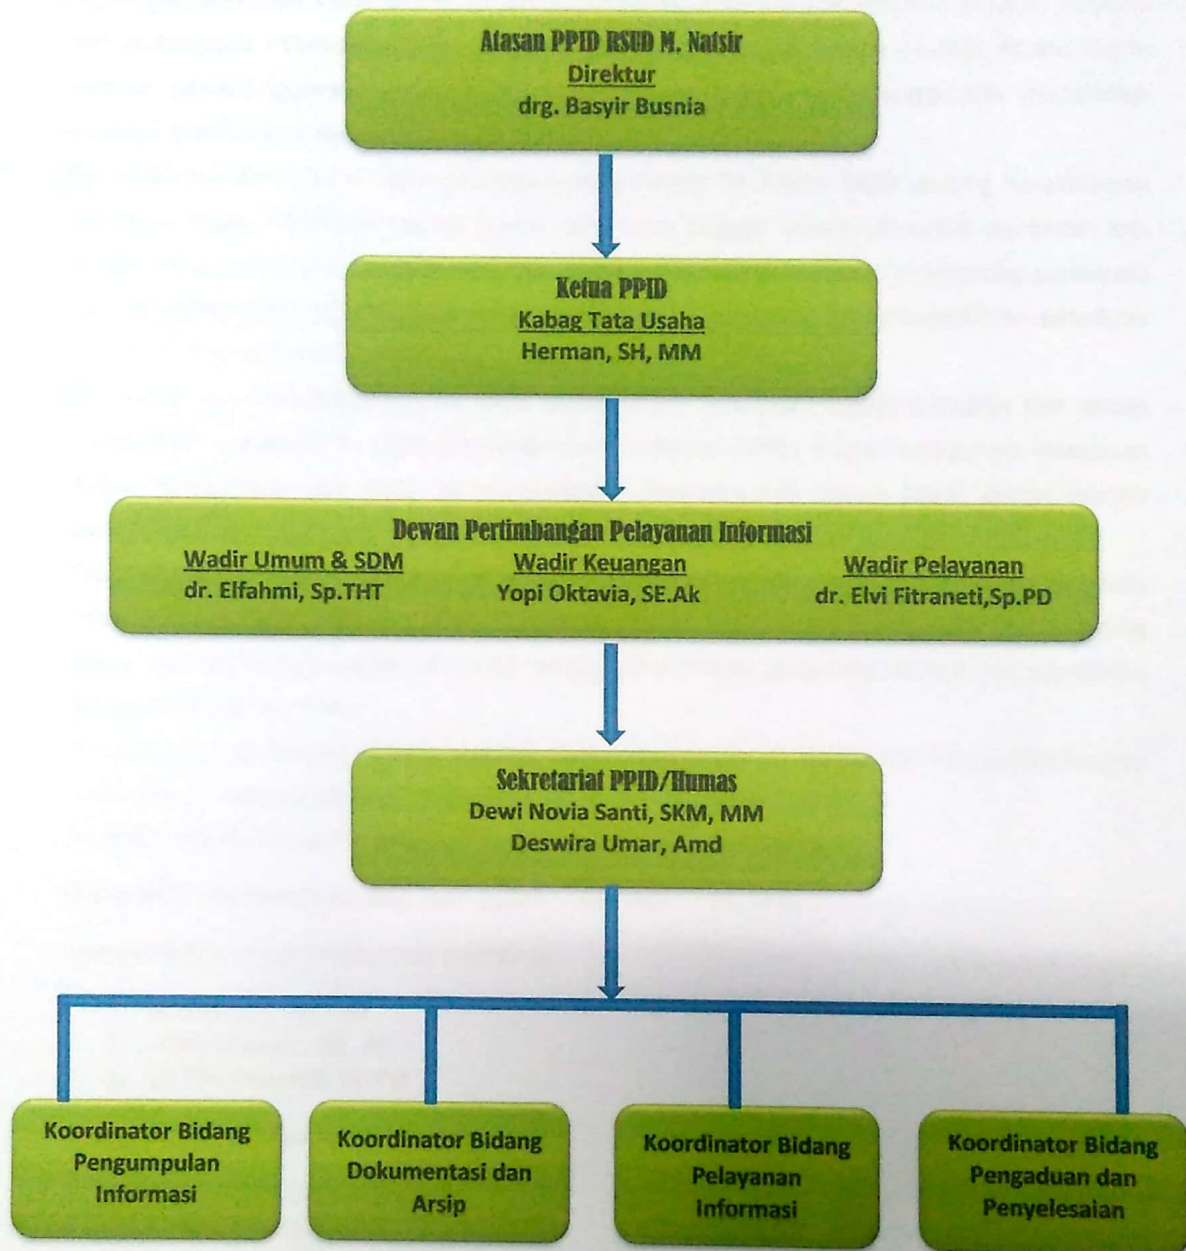 Atasan PPID RSUD M. Natsir
Direktur
drg. Basyir Busnia
Ketua PPID
Kabag Tata Usaha
Herman, SH, MM
Dewan Pertimbangan Pelayanan Informasi
Wadir Umum & SDM
dr. Elfahmi, Sp.THT
Wadir Keuangan
Yopi Oktavia, SE.Ak
Wadir Pelayanan
dr. Elvi Fitraneti,Sp.PD
Sekretariat PPID/Humas
Dewi Novia Santi, SKM, MM
Deswira Umar, Amd
Koordinator Bidang
Pengumpulan
Informasi
Koordinator Bidang
Dokumentasi dan
Arsip
Koordinator Bidang
Pelayanan
Informasi
Koordinator Bidang
Pengaduan dan
Penyelesaian